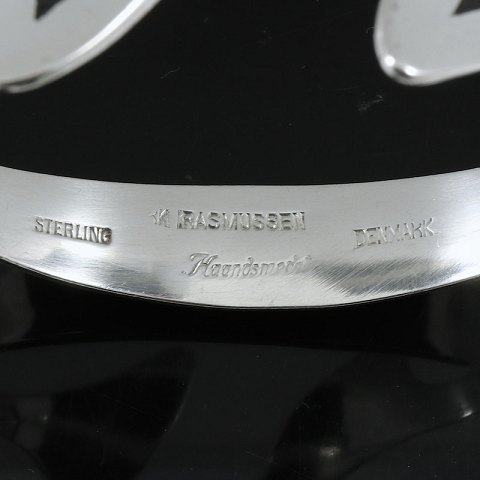 STERLING K RASMUSSEN DENMARK
Haandsmedet